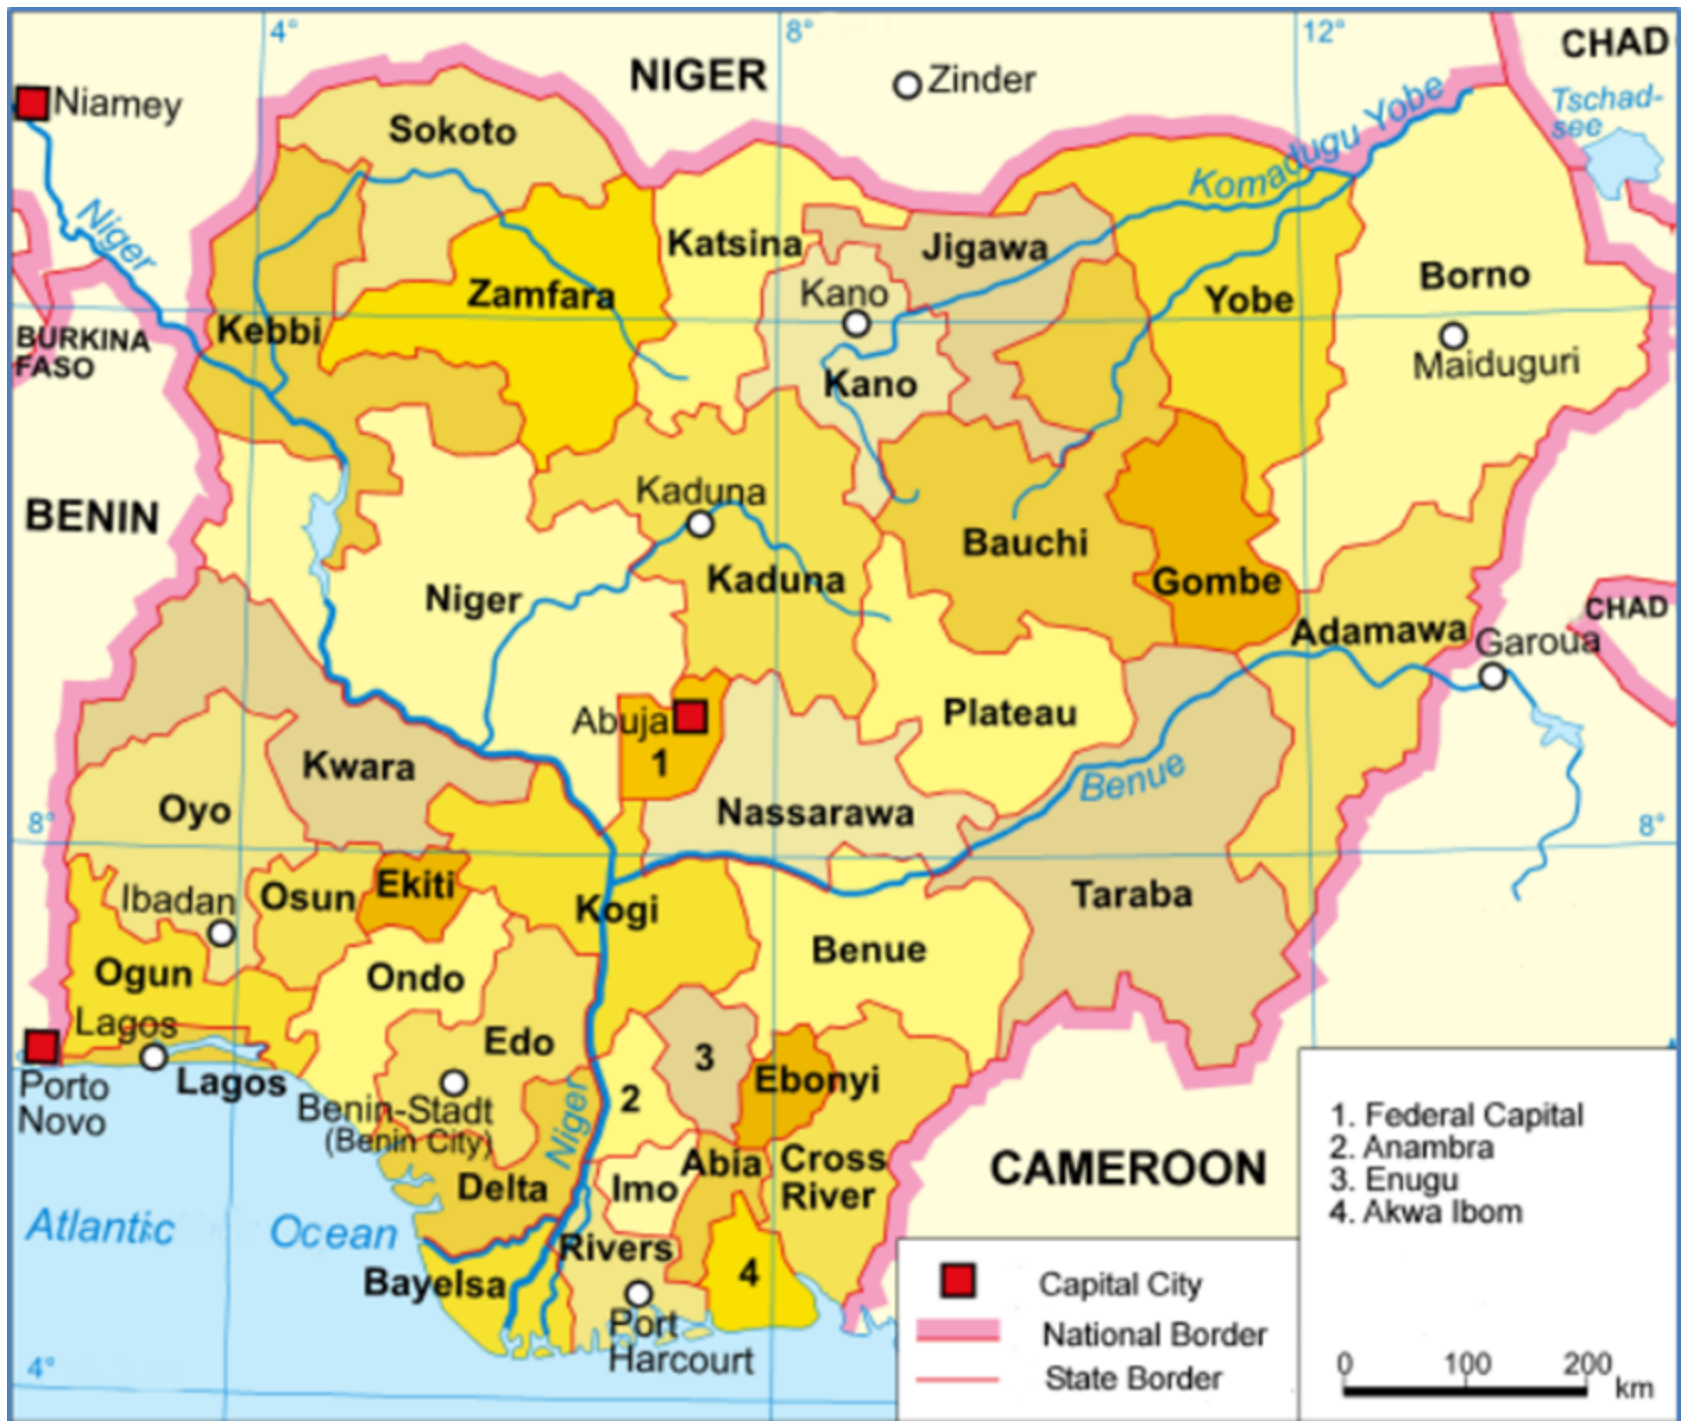 4°
8°
12°
CHAD
NIGER
Zinder
Niamey
Tschad-
see
Sokoto
Komadugu Yobe
Niger
Katsina
Jigawa
Zamfara
Kano
Yobe
Borno
Kebbi
BURKINA
FASO
Maiduguri
Kano
Kaduna
BENIN
Bauchi
Kaduna
Gombe
Niger
CHAD
Adamawa
Garoua
Abuja
Plateau
1
Kwara
Benue
Oyo
Nassarawa
8°
8°
Ekiti
Osun
Ibadan
Taraba
Kogi
Benue
Ogun
Ondo
Lagos
Edo
3
Ebonyi
Porto
Novo
Lagos
2
Benin-Stadt
(Benin City)
Niger
Abia
Cross
River
Delta
Imo
CAMEROON
Atlantic Ocean
Rivers
4
Bayelsa
Port
Harcourt
4°
1. Federal Capital
2. Anambra
3. Enugu
4. Akwa Ibom
Capital City
National Border
State Border
0 100 200
km